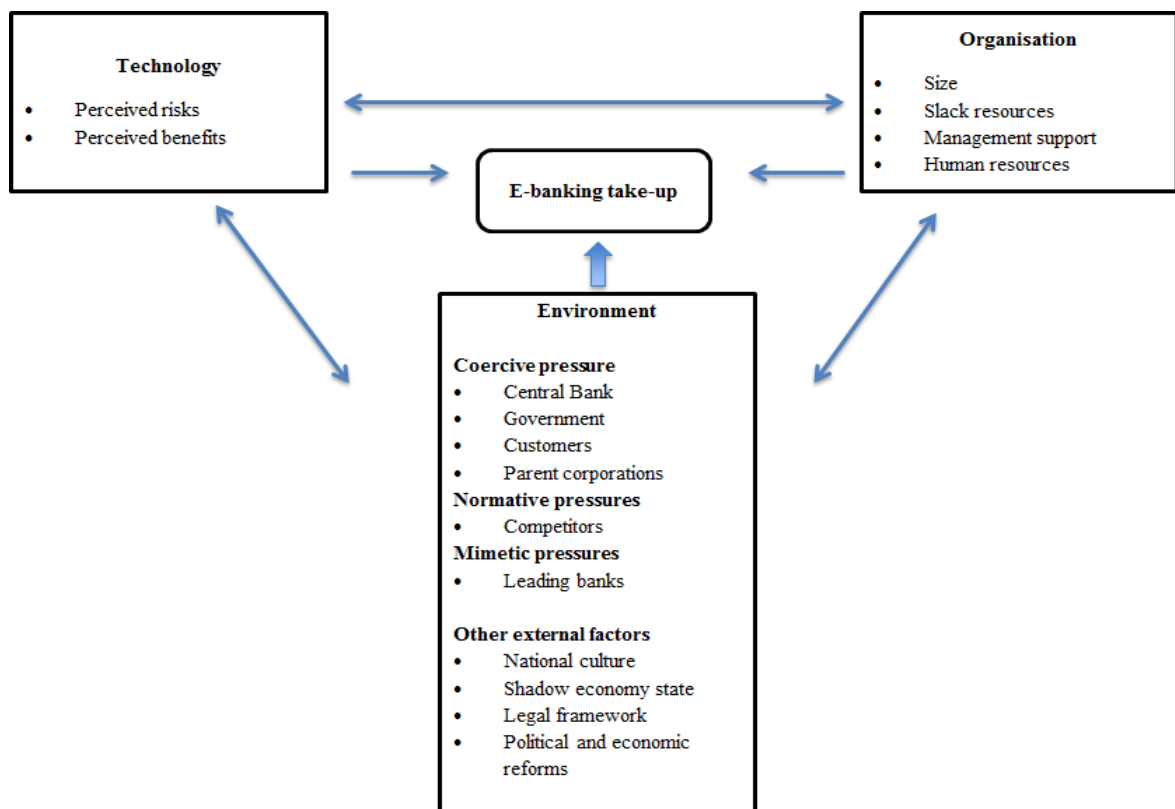 Technology
• Perceived risks
• Perceived benefits
Organisation
• Size
• Slack resources
• Management support
• Human resources
E-banking take-up
Environment
Coercive pressure
• Central Bank
• Government
• Customers
• Parent corporations
Normative pressures
• Competitors
Mimetic pressures
• Leading banks
Other external factors
• National culture
• Shadow economy state
• Legal framework
• Political and economic
reforms